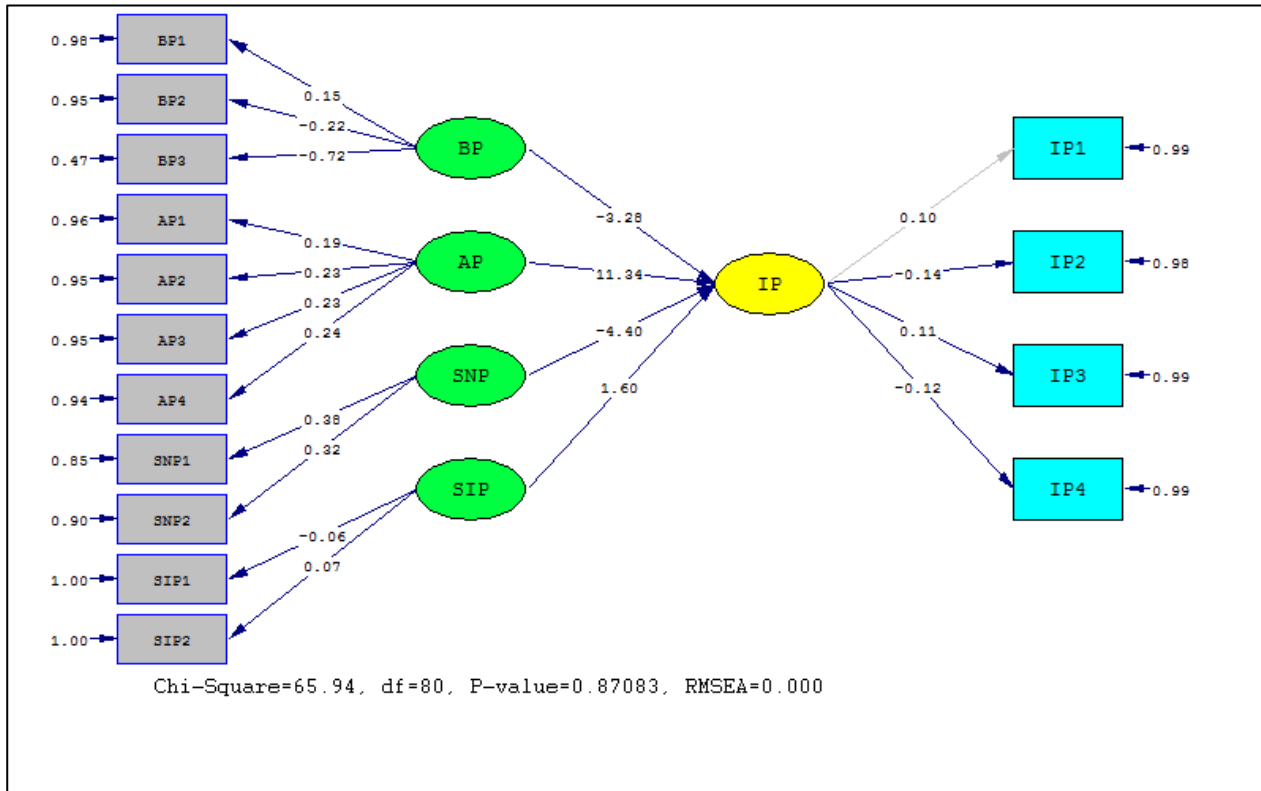 0.98 BP1
0.95 BP2
0.47 BP3
0.96 AP1
0.95 AP2
0.95 AP3
0.94 AP4
0.85 SNP1
0.90 SNP2
1.00 SIP1
1.00 SIP2
0.15
-0.22
-0.72
0.19
0.23
0.23
0.24
0.38
0.32
-0.06
0.07
BP
AP
SNP
SIP
-3.28
11.34
-4.40
1.60
IP
0.10
-0.14
0.11
-0.12
IP1 0.99
IP2 0.98
IP3 0.99
IP4 0.99
Chi-Square=65.94, df=80, P-value=0.87083, RMSEA=0.000